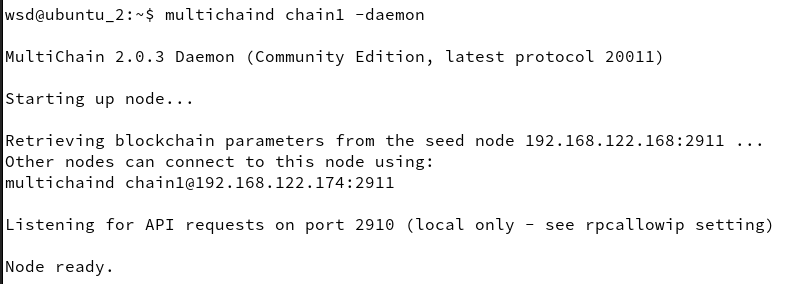 wsd@ubuntu_2:~$ multichaind chain1 -daemon
MultiChain 2.0.3 Daemon (Community Edition, latest protocol 20011)
Starting up node...
Retrieving blockchain parameters from the seed node 192.168.122.168:2911 ...
Other nodes can connect to this node using:
multichaind chain1@192.168.122.174:2911
Listening for API requests on port 2910 (local only - see rpcallowip setting)
Node ready.